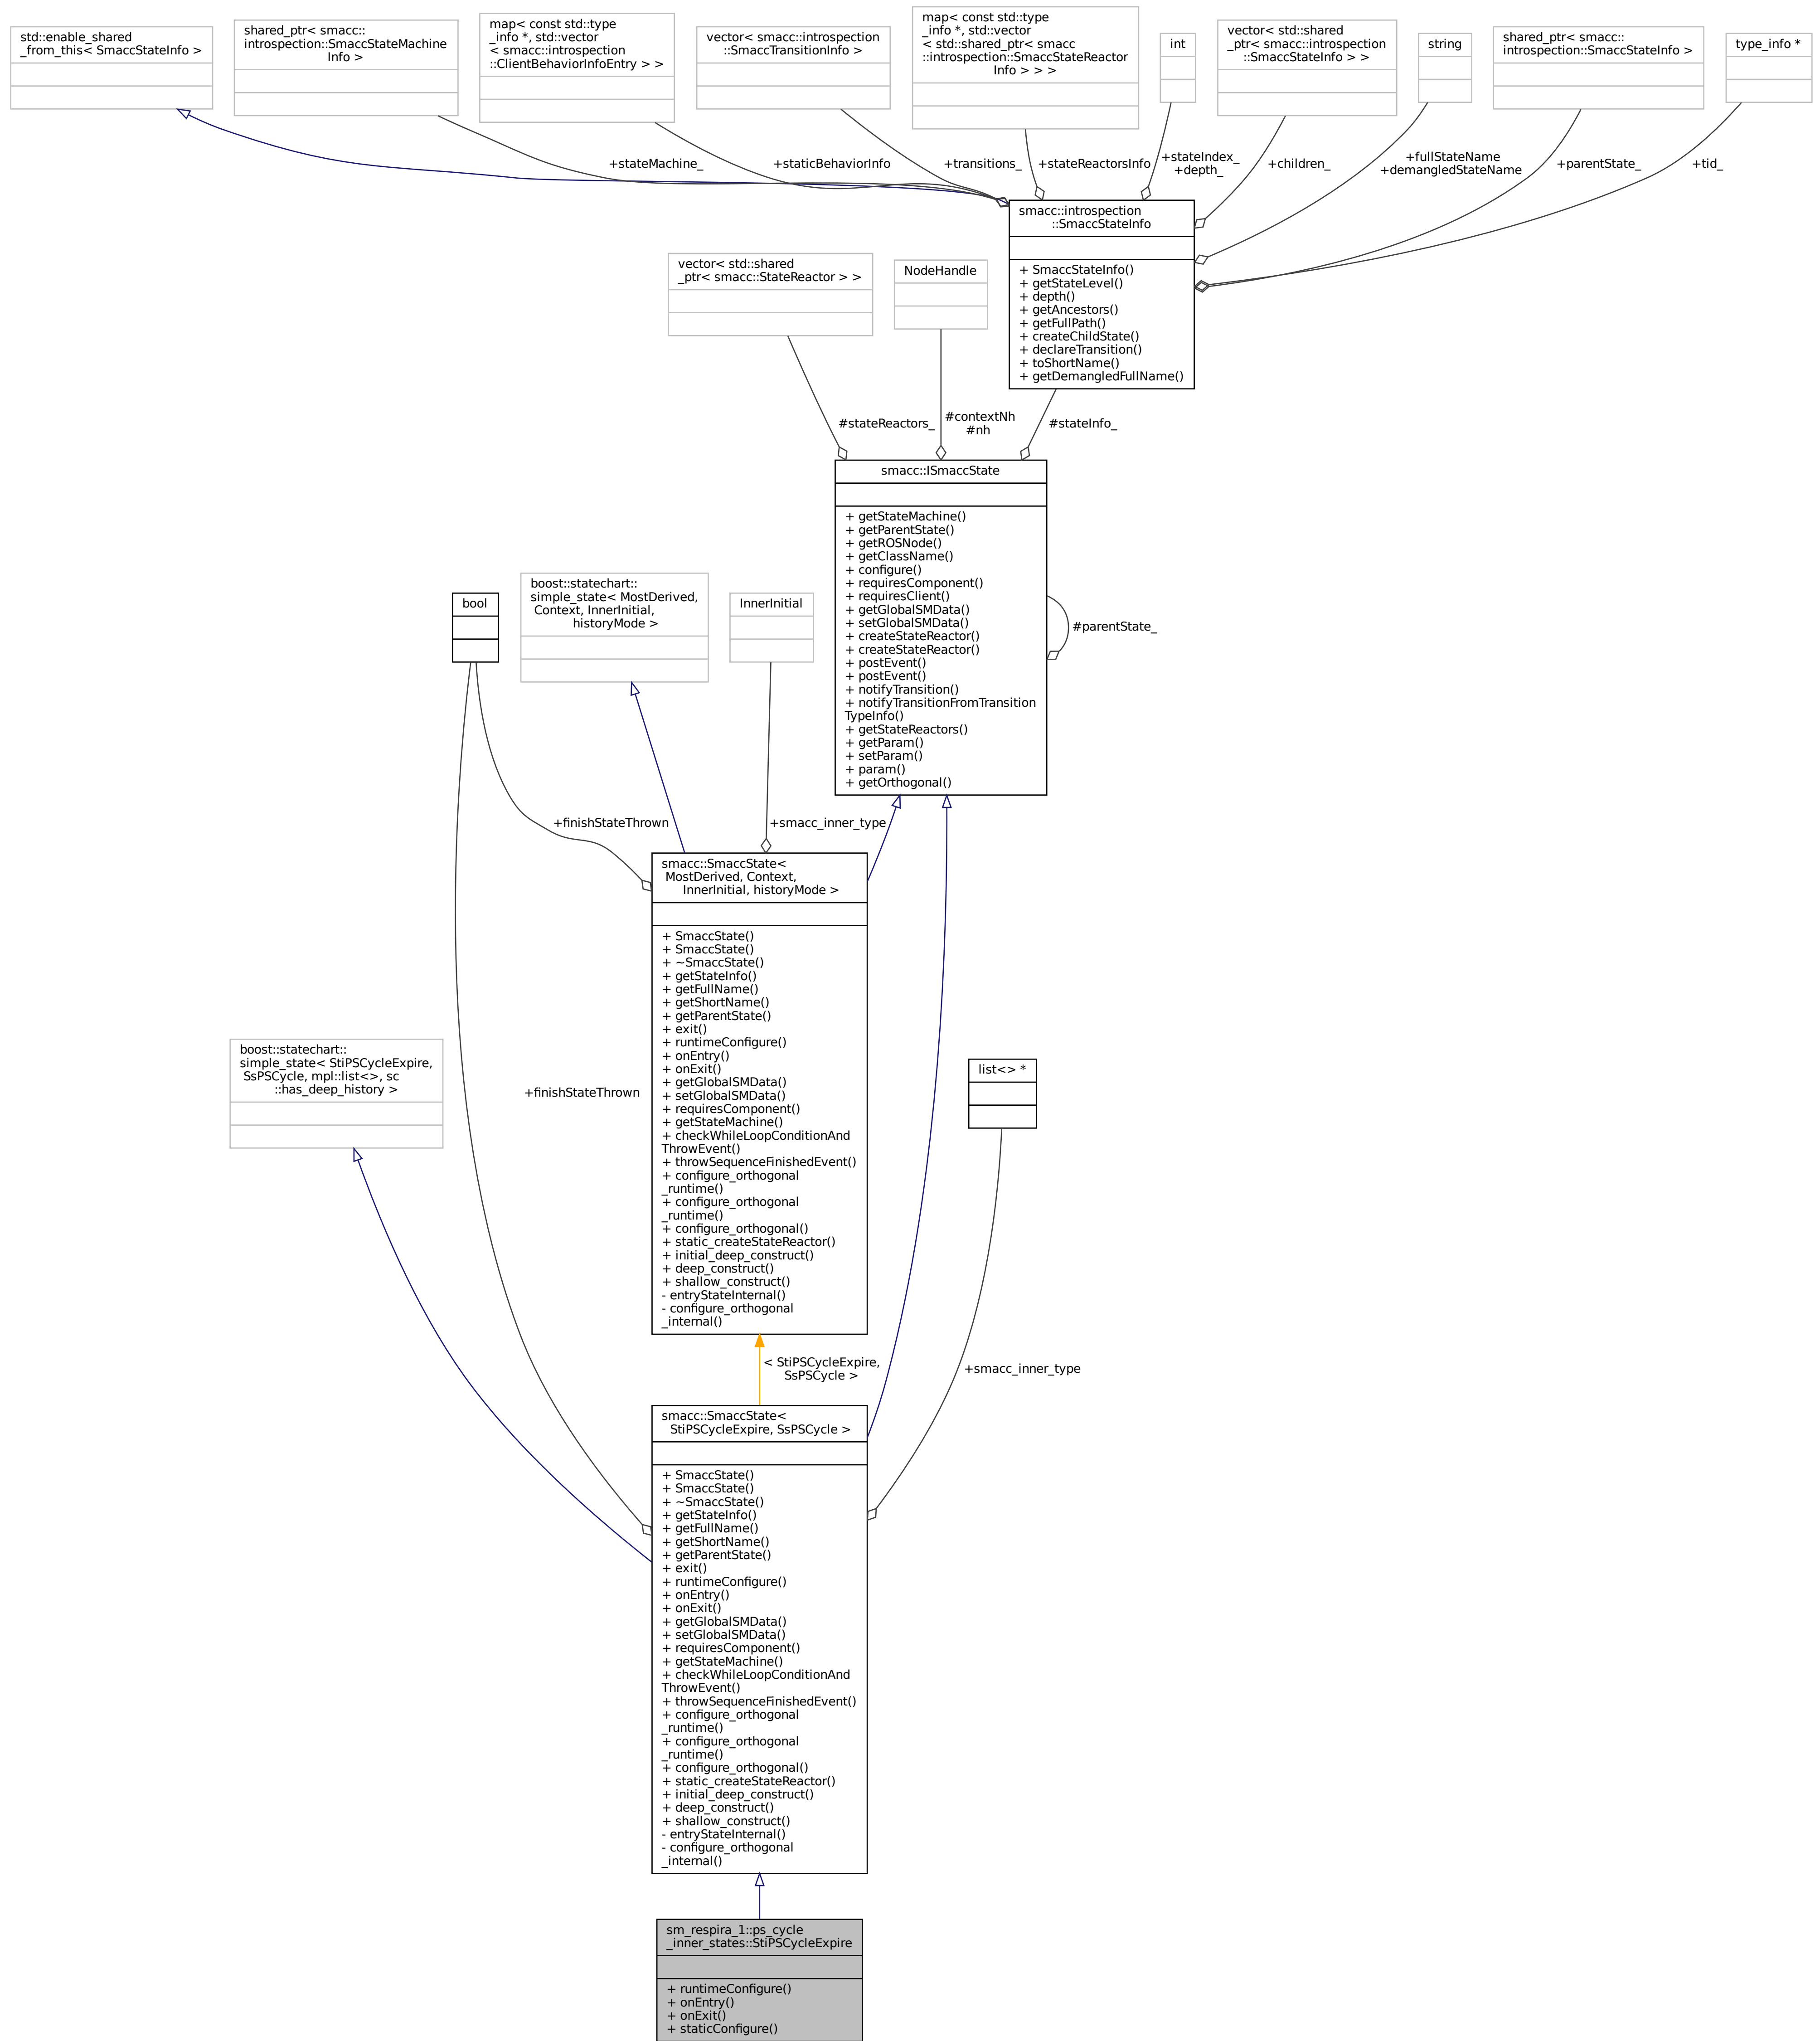 std::enable_shared
_from_this< SmaccStateInfo >
shared_ptr< smacc::
introspection::SmaccStateMachine
Info >
map< const std::type
_info *, std::vector
< smacc::introspection
::ClientBehaviorInfoEntry > >
vector< smacc::introspection
::SmaccTransitionInfo >
map< const std::type
_info *, std::vector
< std::shared_ptr< smacc
::introspection::SmaccStateReactor
Info > > >
int
vector< std::shared
_ptr< smacc::introspection
::SmaccStateInfo > >
string
shared_ptr< smacc::
introspection::SmaccStateInfo >
type_info *
+stateMachine_
+staticBehaviorInfo
+transitions_
+stateReactorsInfo
+stateIndex_
+depth_
+children_
+fullStateName
+demangledStateName
+parentState_
+tid_
smacc::introspection
::SmaccStateInfo
+ SmaccStateInfo()
+ getStateLevel()
+ depth()
+ getAncestors()
+ getFullPath()
+ createChildState()
+ declareTransition()
+ toShortName()
+ getDemangledFullName()
vector< std::shared
_ptr< smacc::StateReactor > >
NodeHandle
#stateReactors_
#contextNh
#nh
#stateInfo_
smacc::ISmaccState
+ getStateMachine()
+ getParentState()
+ getROSNode()
+ getClassName()
+ configure()
+ requiresComponent()
+ requiresClient()
+ getGlobalSMData()
+ setGlobalSMData()
+ createStateReactor()
+ createStateReactor()
+ postEvent()
+ postEvent()
+ notifyTransition()
+ notifyTransitionFromTransition
TypeInfo()
+ getStateReactors()
+ getParam()
+ setParam()
+ param()
+ getOrthogonal()
#parentState_
bool
boost::statechart::
simple_state< MostDerived,
Context, InnerInitial,
historyMode >
InnerInitial
+finishStateThrown
+smacc_inner_type
smacc::SmaccState<
MostDerived, Context,
InnerInitial, historyMode >
+ SmaccState()
+ SmaccState()
+ ~SmaccState()
+ getStateInfo()
+ getFullName()
+ getShortName()
+ getParentState()
+ exit()
+ runtimeConfigure()
+ onEntry()
+ onExit()
+ getGlobalSMData()
+ setGlobalSMData()
+ requiresComponent()
+ getStateMachine()
+ checkWhileLoopConditionAnd
ThrowEvent()
+ throwSequenceFinishedEvent()
+ configure_orthogonal
_runtime()
+ configure_orthogonal
_runtime()
+ configure_orthogonal()
+ static_createStateReactor()
+ initial_deep_construct()
+ deep_construct()
+ shallow_construct()
- entryStateInternal()
- configure_orthogonal
_internal()
boost::statechart::
simple_state< StiPSCycleExpire,
SsPSCycle, mpl::list<>, sc
::has_deep_history >
+finishStateThrown
list<> *
< StiPSCycleExpire,
SsPSCycle >
+smacc_inner_type
smacc::SmaccState<
StiPSCycleExpire, SsPSCycle >
+ SmaccState()
+ SmaccState()
+ ~SmaccState()
+ getStateInfo()
+ getFullName()
+ getShortName()
+ getParentState()
+ exit()
+ runtimeConfigure()
+ onEntry()
+ onExit()
+ getGlobalSMData()
+ setGlobalSMData()
+ requiresComponent()
+ getStateMachine()
+ checkWhileLoopConditionAnd
ThrowEvent()
+ throwSequenceFinishedEvent()
+ configure_orthogonal
_runtime()
+ configure_orthogonal
_runtime()
+ configure_orthogonal()
+ static_createStateReactor()
+ initial_deep_construct()
+ deep_construct()
+ shallow_construct()
- entryStateInternal()
- configure_orthogonal
_internal()
sm_respira_1::ps_cycle
_inner_states::StiPSCycleExpire
+ runtimeConfigure()
+ onEntry()
+ onExit()
+ staticConfigure()